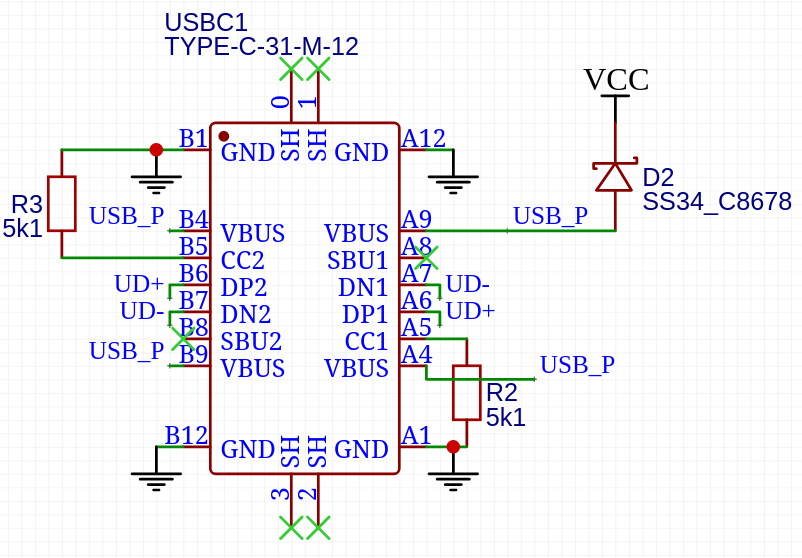 USBC1
TYPE-C-31-M-12
VCC
0 1
B1 A12
GND SH SH GND
D2
SS34_C8678
R3
5k1
USB_P B4 A9 USB_P
VBUS VBUS
B5 A8
CC2 SBU1
UD+ B6 A7 UD-
DP2 DN1
UD- B7 A6 UD+
DN2 DP1
B8 A5
SBU2 CC1
USB_P B9 A4 USB_P
VBUS VBUS
R2
5k1
B12 A1
GND SH SH GND
3 2